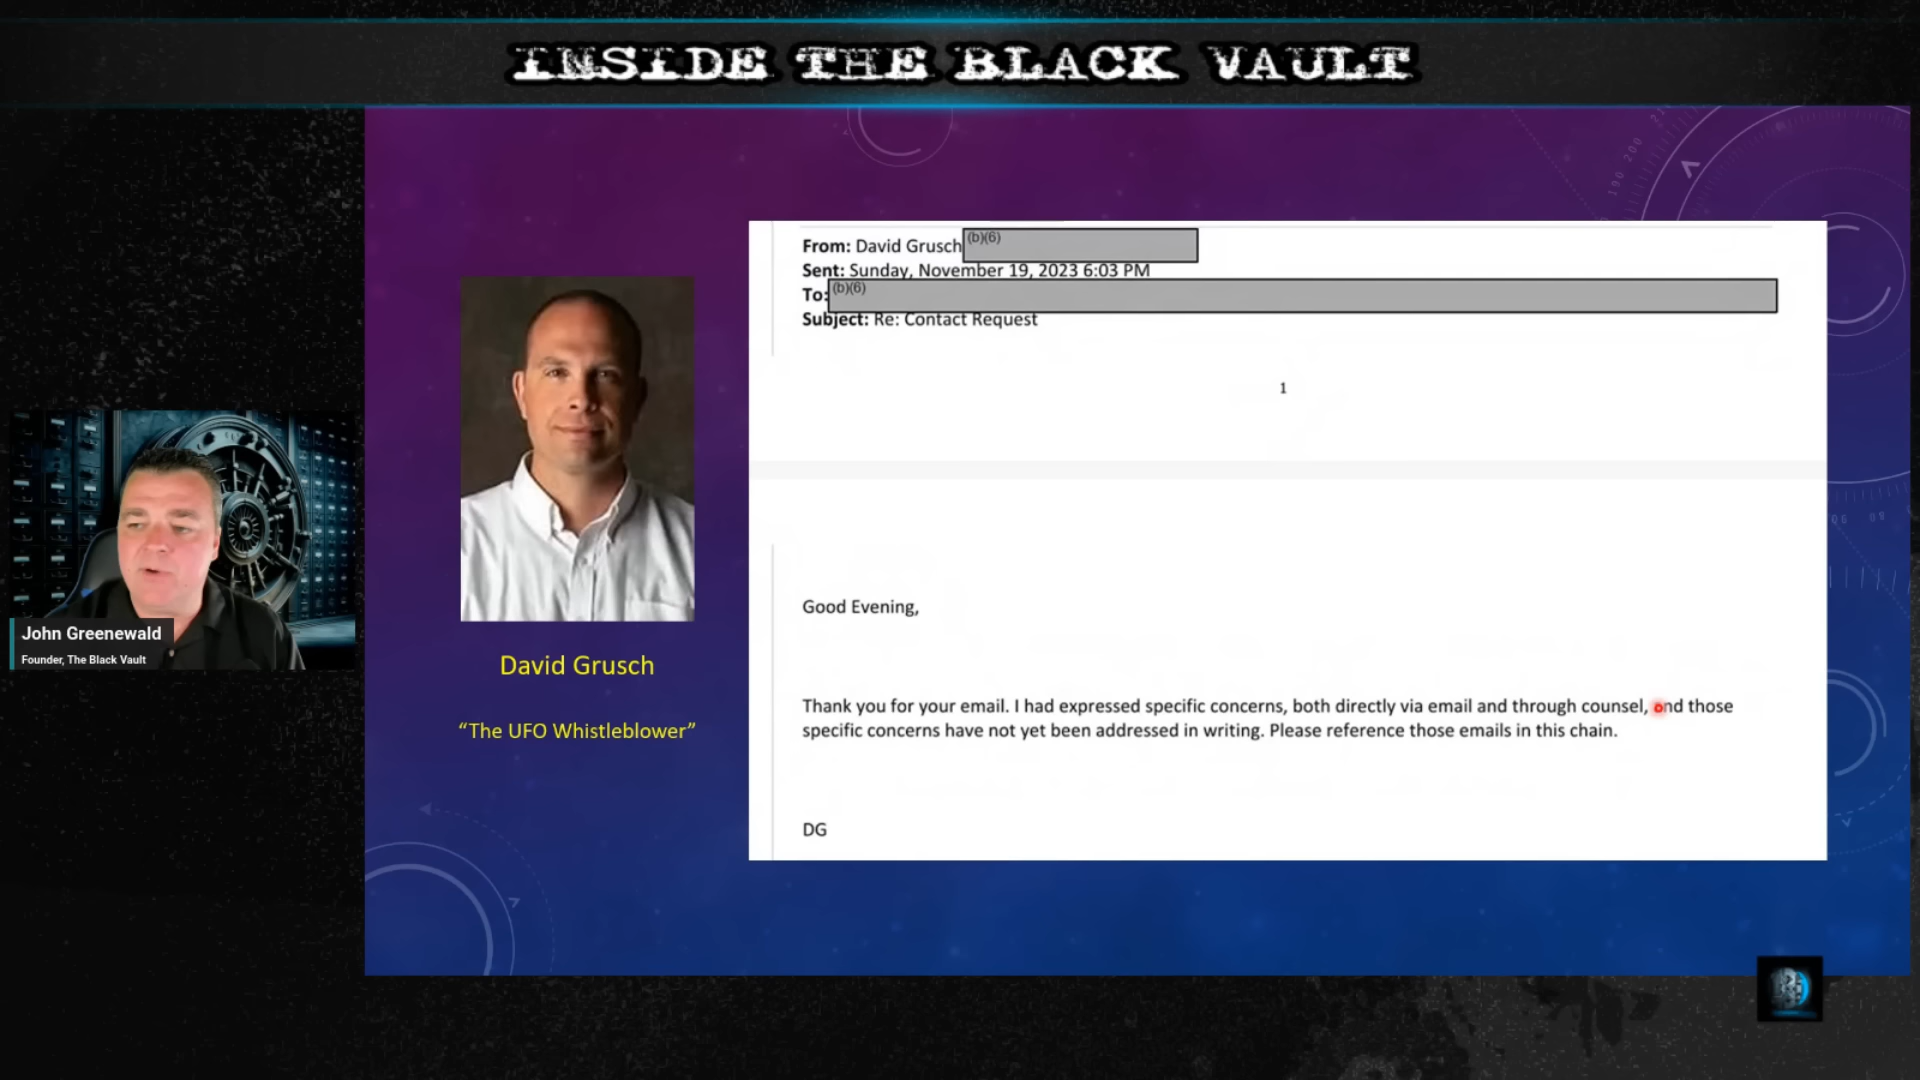 INSIDE THE BLACK VAULT
From: David Grusch (b)(6)
Sent: Sunday, November 19, 2023 6:03 PM
To: (b)(6)
Subject: Re: Contact Request
1
Good Evening,
Thank you for your email. I had expressed specific concerns, both directly via email and through counsel, and those
specific concerns have not yet been addressed in writing. Please reference those emails in this chain.
DG
David Grusch
“The UFO Whistleblower”
John Greenewald
Founder, The Black Vault
190 200